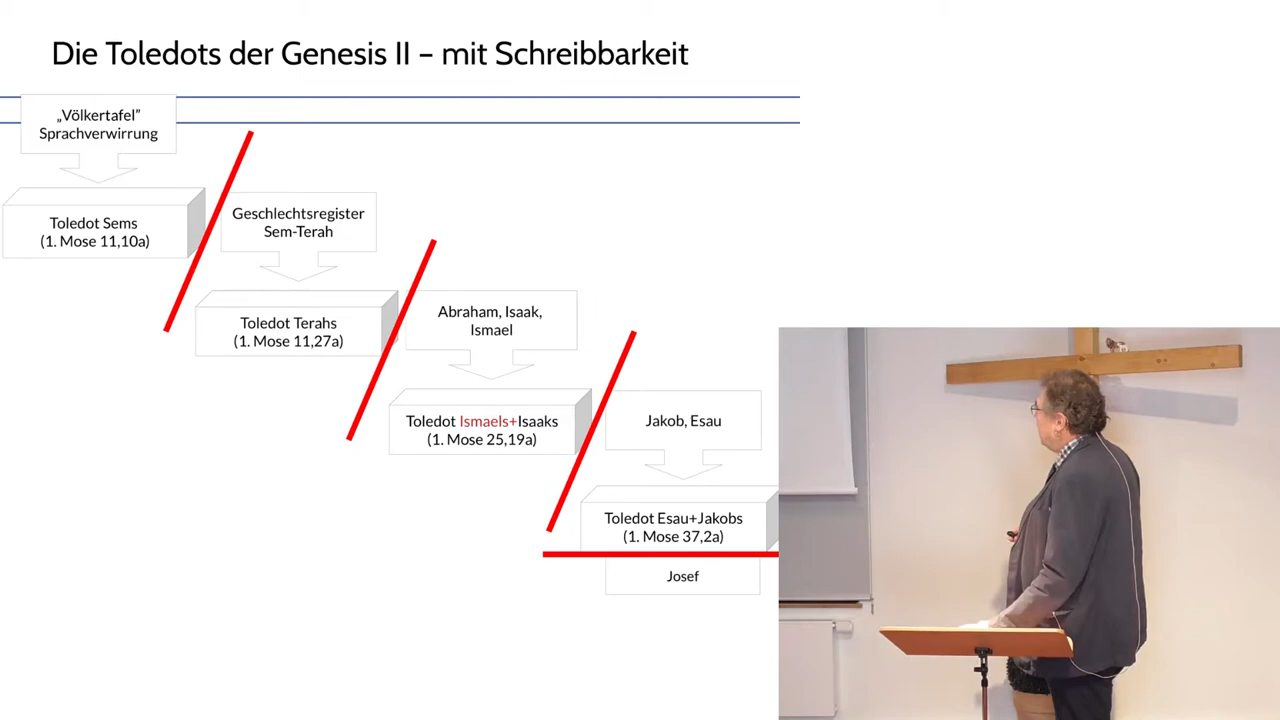 Die Toledots der Genesis II – mit Schreibbarkeit
„Völkertafel”
Sprachverwirrung
Toledot Sems
(1. Mose 11,10a)
Geschlechtsregister
Sem-Terah
Toledot Terahs
(1. Mose 11,27a)
Abraham, Isaak,
Ismael
Toledot Ismaels+Isaaks
(1. Mose 25,19a)
Jakob, Esau
Toledot Esau+Jakobs
(1. Mose 37,2a)
Josef